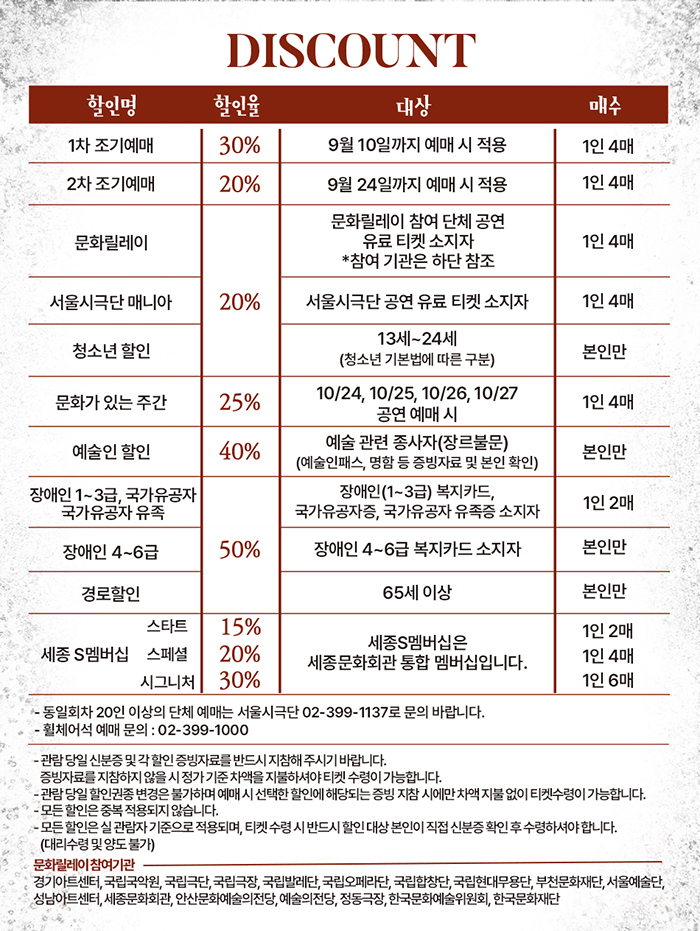 DISCOUNT
할인명 할인율 대상 매수
1차 조기예매 30% 9월 10일까지 예매 시 적용 1인 4매
2차 조기예매 20% 9월 24일까지 예매 시 적용 1인 4매
문화릴레이 문화릴레이 참여 단체 공연
유료 티켓 소지자
*참여 기관은 하단 참조 1인 4매
서울시극단 매니아 20% 서울시극단 공연 유료 티켓 소지자 1인 4매
청소년 할인 13세~24세
(청소년 기본법에 따른 구분) 본인만
문화가 있는 주간 25% 10/24, 10/25, 10/26, 10/27
공연 예매 시 1인 4매
예술인 할인 40% 예술 관련 종사자(장르불문)
(예술인패스, 명함 등 증빙자료 및 본인 확인) 본인만
장애인 1~3급, 국가유공자
국가유공자 유족
장애인(1~3급) 복지카드,
국가유공자증, 국가유공자 유족증 소지자 1인 2매
장애인 4~6급 50% 장애인 4~6급 복지카드 소지자 본인만
경로할인 65세 이상 본인만
세종 S멤버십
스타트 15% 1인 2매
스페셜 20% 1인 4매
시그니처 30% 1인 6매
세종S멤버십은
세종문화회관 통합 멤버십입니다.
- 동일회차 20인 이상의 단체 예매는 서울시극단 02-399-1137로 문의 바랍니다.
- 휠체어석 예매 문의 : 02-399-1000
- 관람 당일 신분증 및 각 할인 증빙자료를 반드시 지참해 주시기 바랍니다.
증빙자료를 지참하지 않을 시 정가 기준 차액을 지불하셔야 티켓 수령이 가능합니다.
- 관람 당일 할인권종 변경은 불가하며 예매 시 선택한 할인에 해당되는 증빙 지참 시에만 차액 지불 없이 티켓수령이 가능합니다.
- 모든 할인은 중복 적용되지 않습니다.
- 모든 할인은 실 관람자 기준으로 적용되며, 티켓 수령 시 반드시 할인 대상 본인이 직접 신분증 확인 후 수령하셔야 합니다.
(대리수령 및 양도 불가)
문화릴레이 참여기관
경기아트센터, 국립국악원, 국립극단, 국립극장, 국립발레단, 국립오페라단, 국립합창단, 국립현대무용단, 부천문화재단, 서울예술단,
성남아트센터, 세종문화회관, 안산문화예술의전당, 예술의전당, 정동극장, 한국문화예술위원회, 한국문화재단